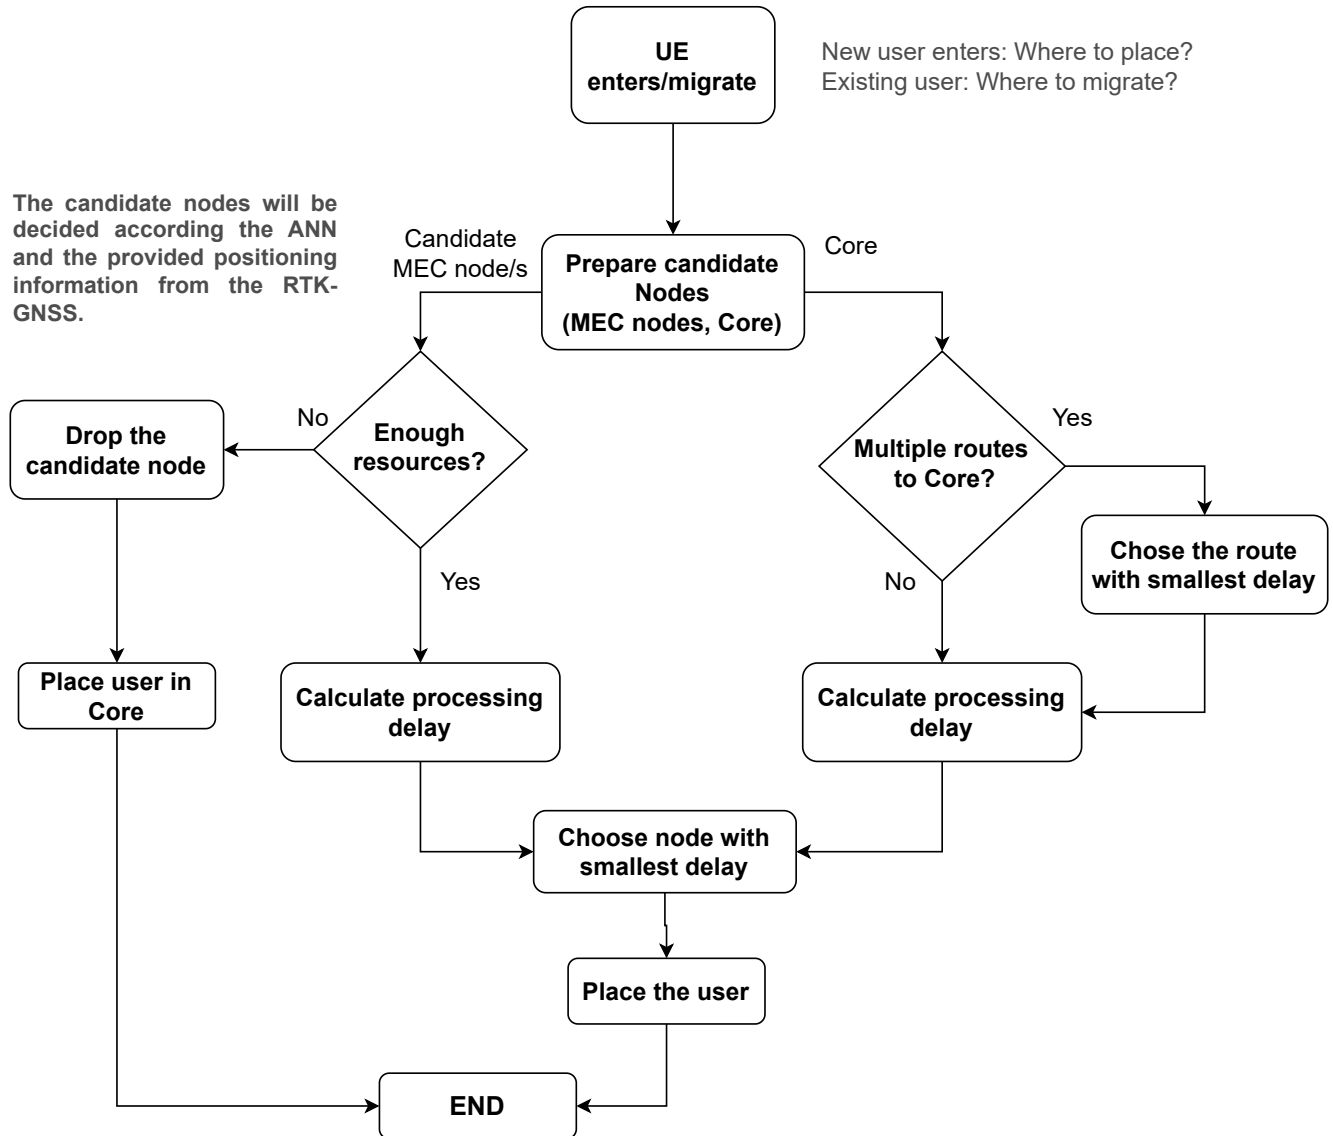 UE
enters/migrate
New user enters: Where to place?
Existing user: Where to migrate?
The candidate nodes will be
decided according the ANN
and the provided positioning
information from the RTK-
GNSS.
Candidate
MEC node/s
Prepare candidate
Nodes
(MEC nodes, Core)
Core
No
Enough
resources?
Drop the
candidate node
Yes
Multiple routes
to Core?
Yes
Chose the route
with smallest delay
No
Place user in
Core
Calculate processing
delay
Calculate processing
delay
Choose node with
smallest delay
Place the user
END